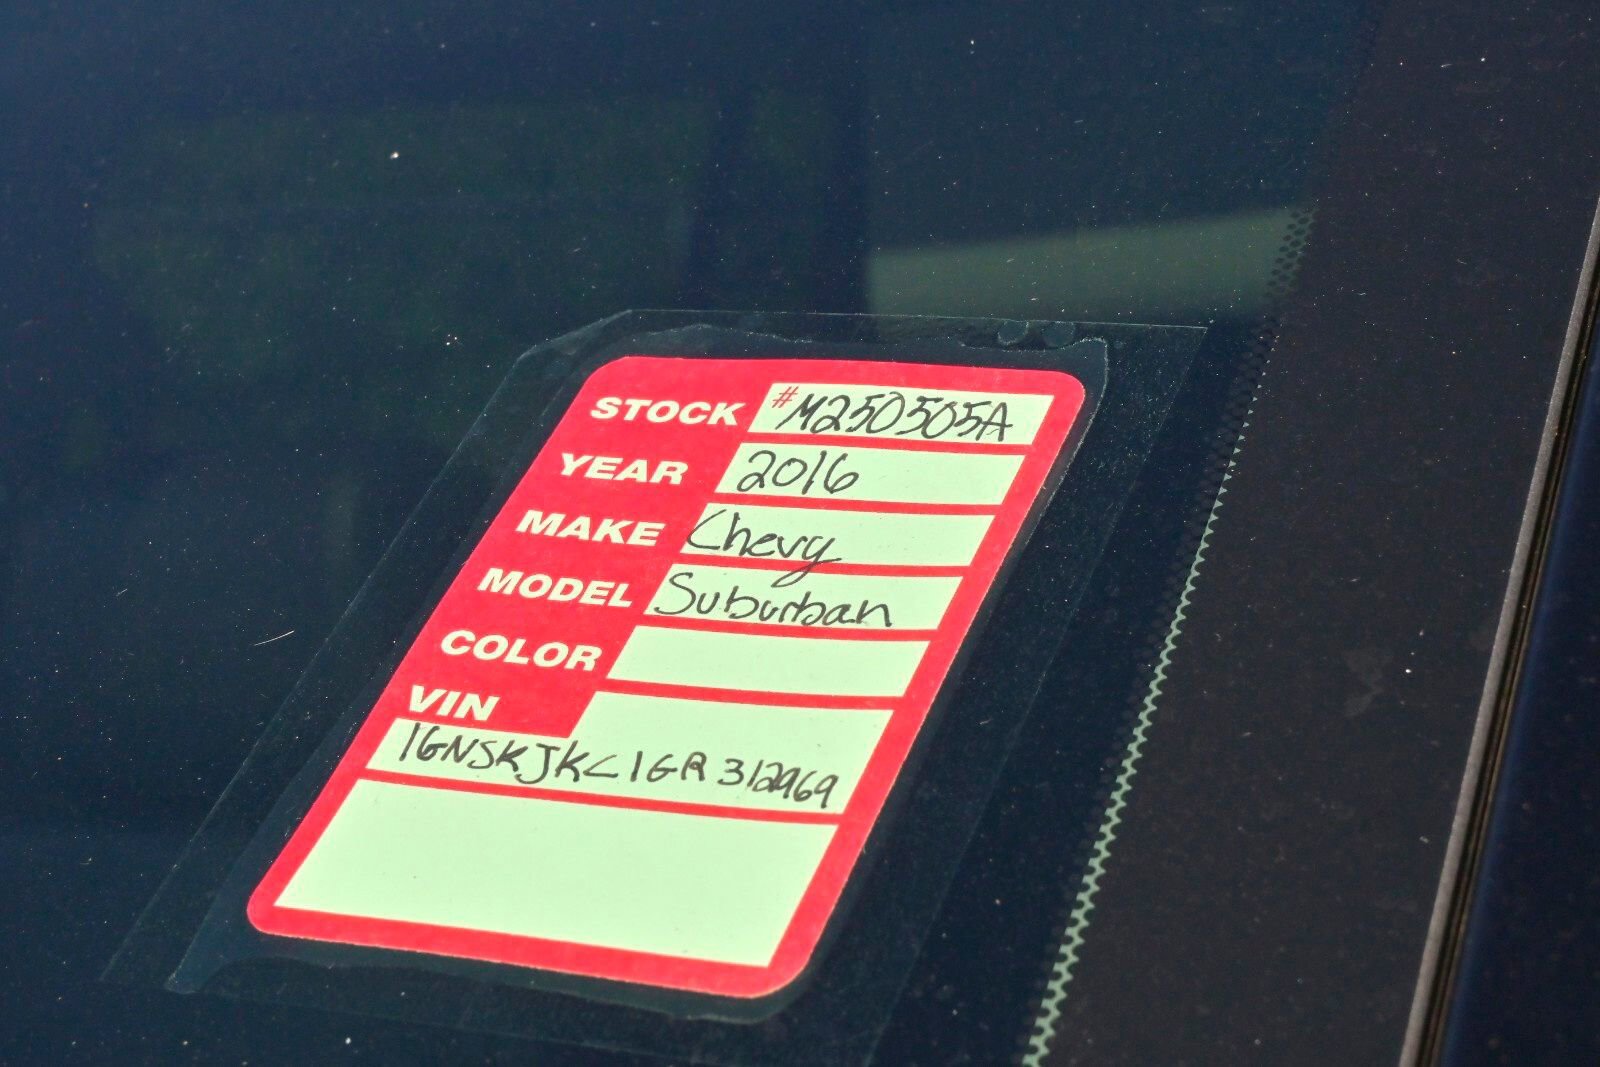 STOCK #M250505A
YEAR 2016
MAKE Chevy
MODEL Suburban
COLOR
VIN
1GNSKJKC1GR312969